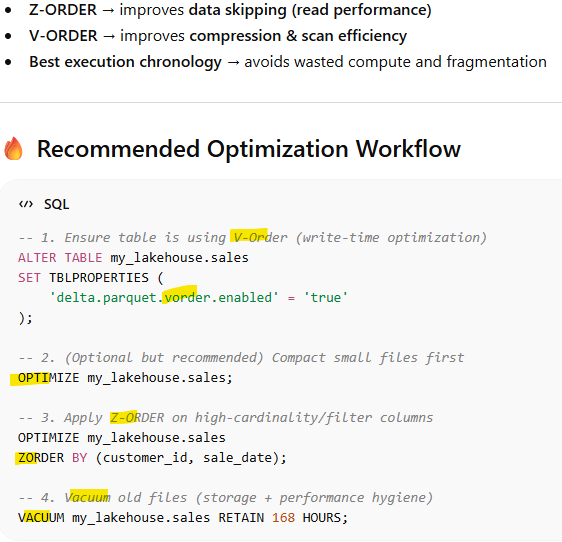 Z-ORDER → improves data skipping (read performance)
V-ORDER → improves compression & scan efficiency
Best execution chronology → avoids wasted compute and fragmentation
🔥 Recommended Optimization Workflow
</> SQL
-- 1. Ensure table is using V-Order (write-time optimization)
ALTER TABLE my_lakehouse.sales
SET TBLPROPERTIES (
    'delta.parquet.vorder.enabled' = 'true'
);
-- 2. (Optional but recommended) Compact small files first
OPTIMIZE my_lakehouse.sales;
-- 3. Apply Z-ORDER on high-cardinality/filter columns
OPTIMIZE my_lakehouse.sales
ZORDER BY (customer_id, sale_date);
-- 4. Vacuum old files (storage + performance hygiene)
VACUUM my_lakehouse.sales RETAIN 168 HOURS;